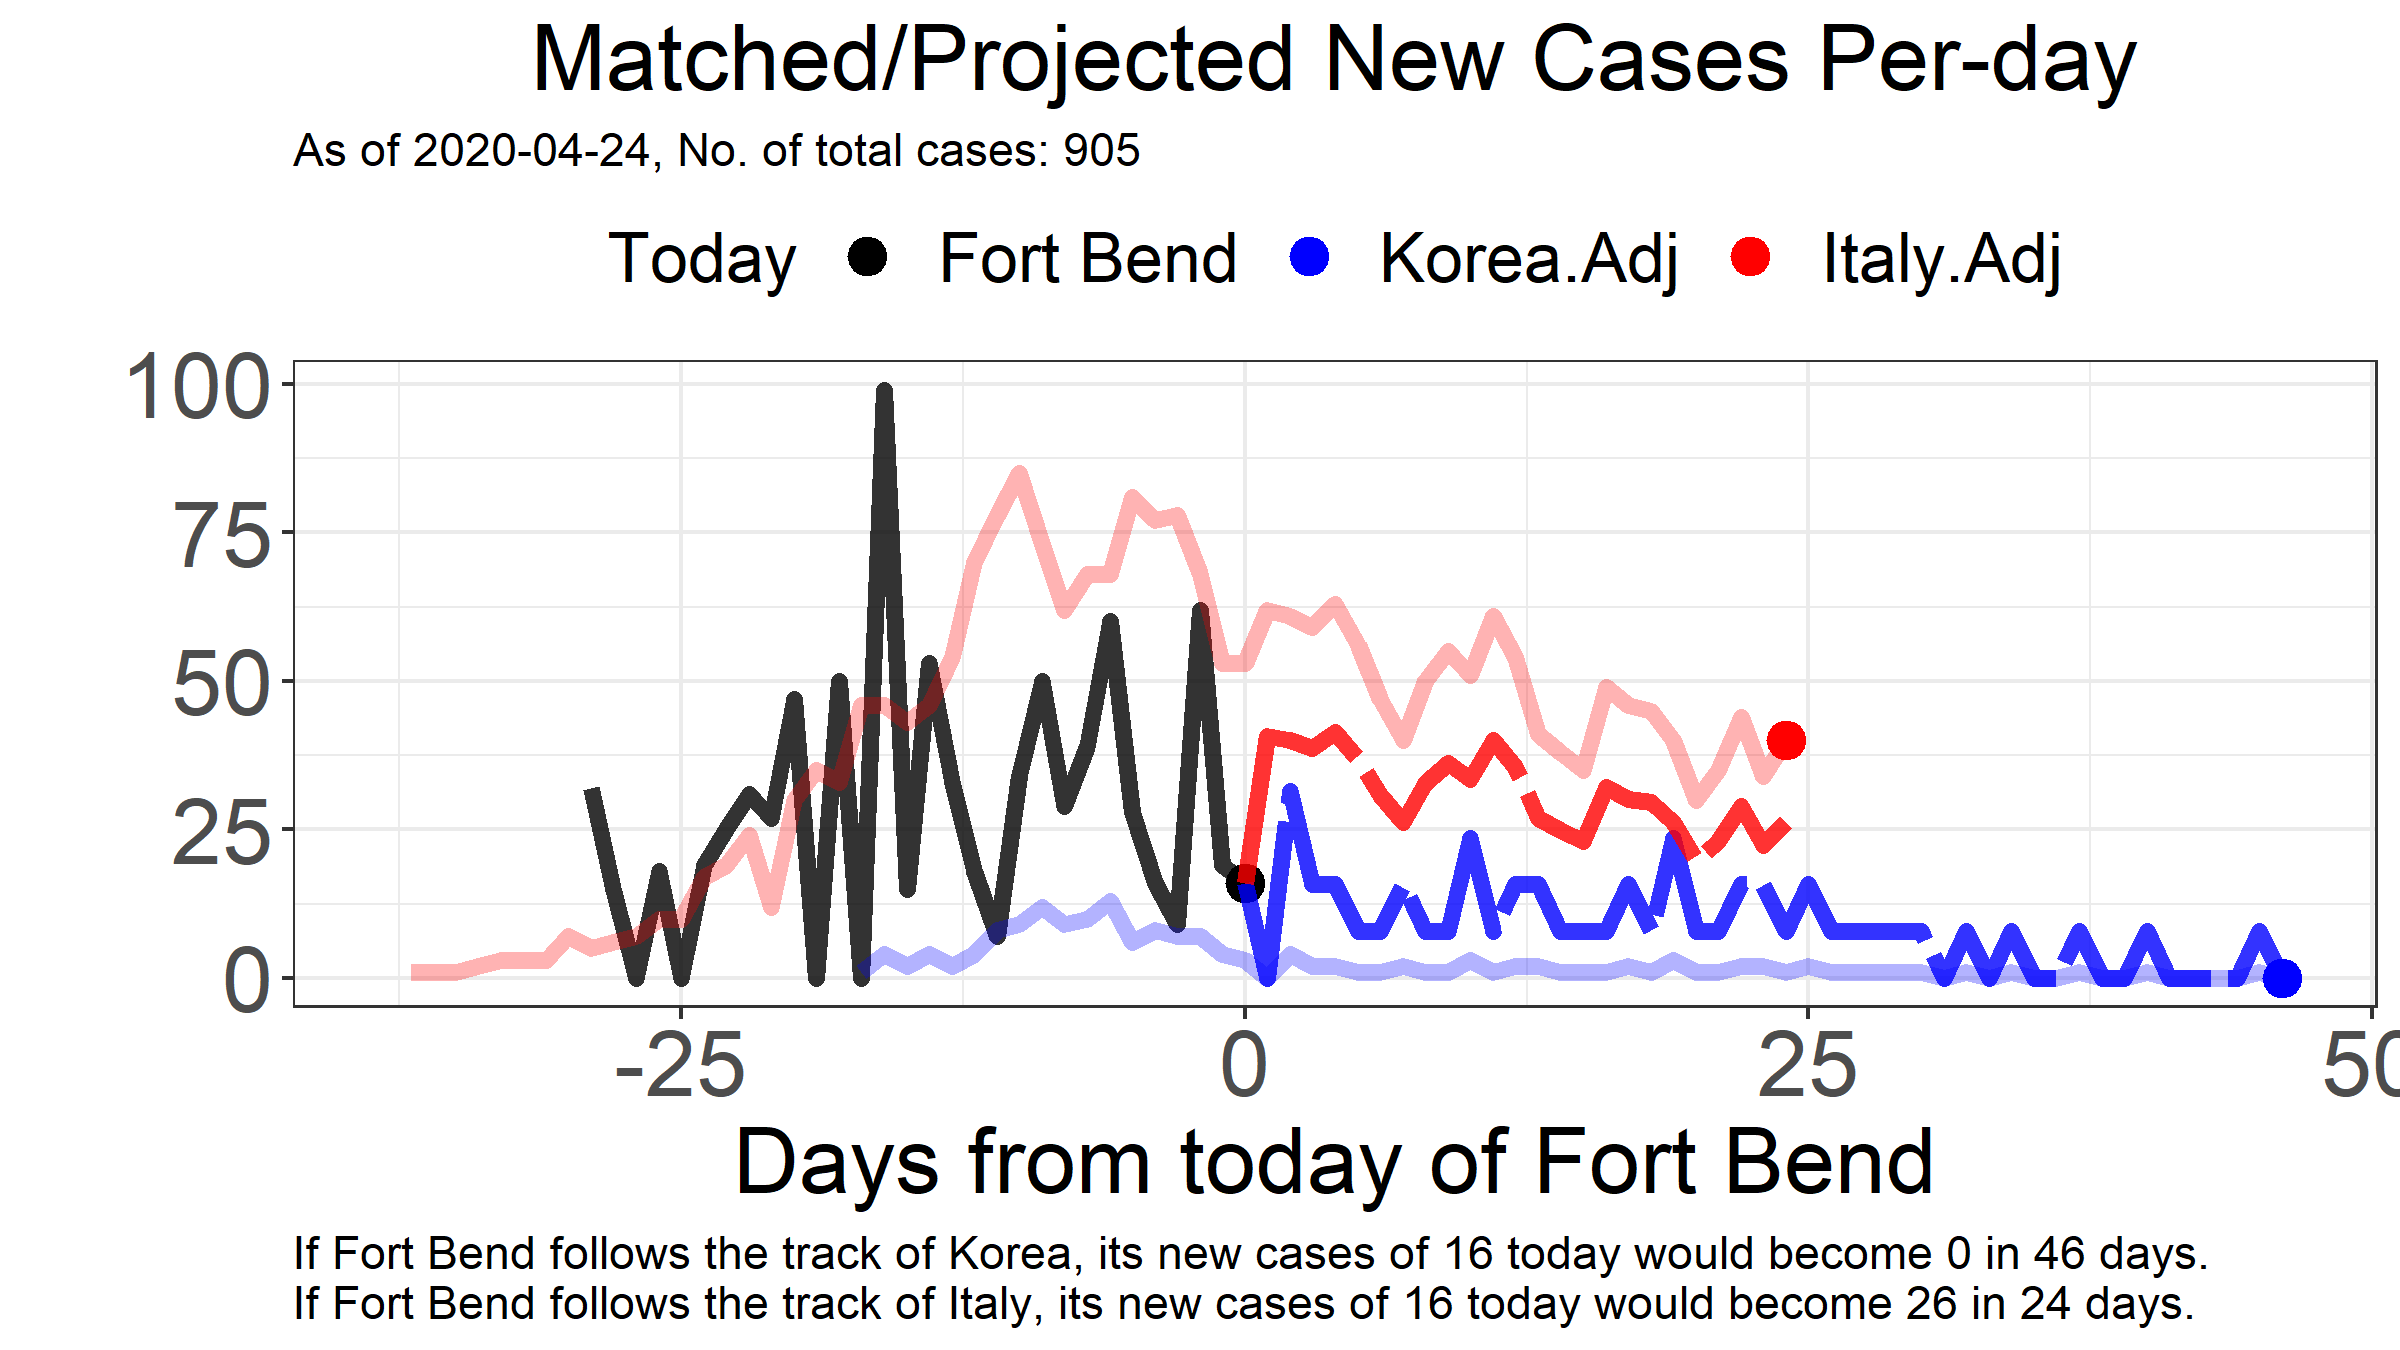 Matched/Projected New Cases Per-day
As of 2020-04-24, No. of total cases: 905
Today Fort Bend Korea.Adj Italy.Adj
100
75
50
25
0
-25 0 25 50
Days from today of Fort Bend
If Fort Bend follows the track of Korea, its new cases of 16 today would become 0 in 46 days.
If Fort Bend follows the track of Italy, its new cases of 16 today would become 26 in 24 days.